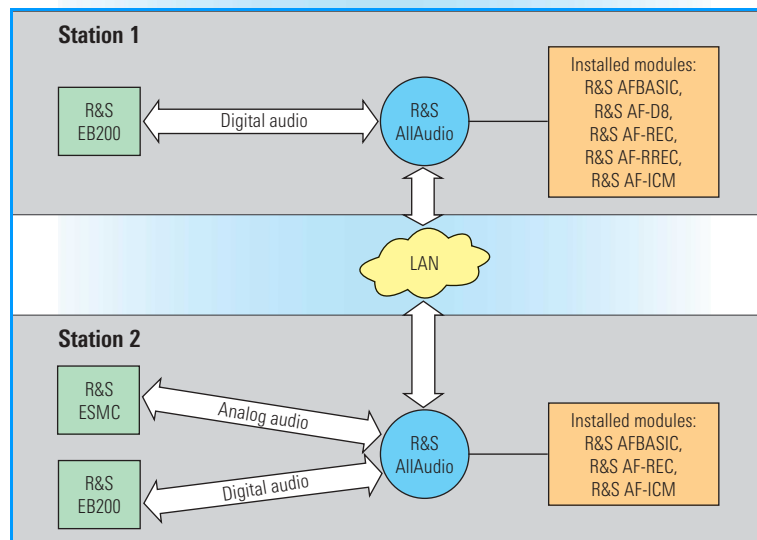 Station 1
R&S
EB200
Digital audio
R&S
AllAudio
Installed modules:
R&S AFBASIC,
R&S AF-D8,
R&S AF-REC,
R&S AF-RREC,
R&S AF-ICM
LAN
Station 2
R&S
ESMC
Analog audio
R&S
EB200
Digital audio
R&S
AllAudio
Installed modules:
R&S AFBASIC,
R&S AF-REC,
R&S AF-ICM